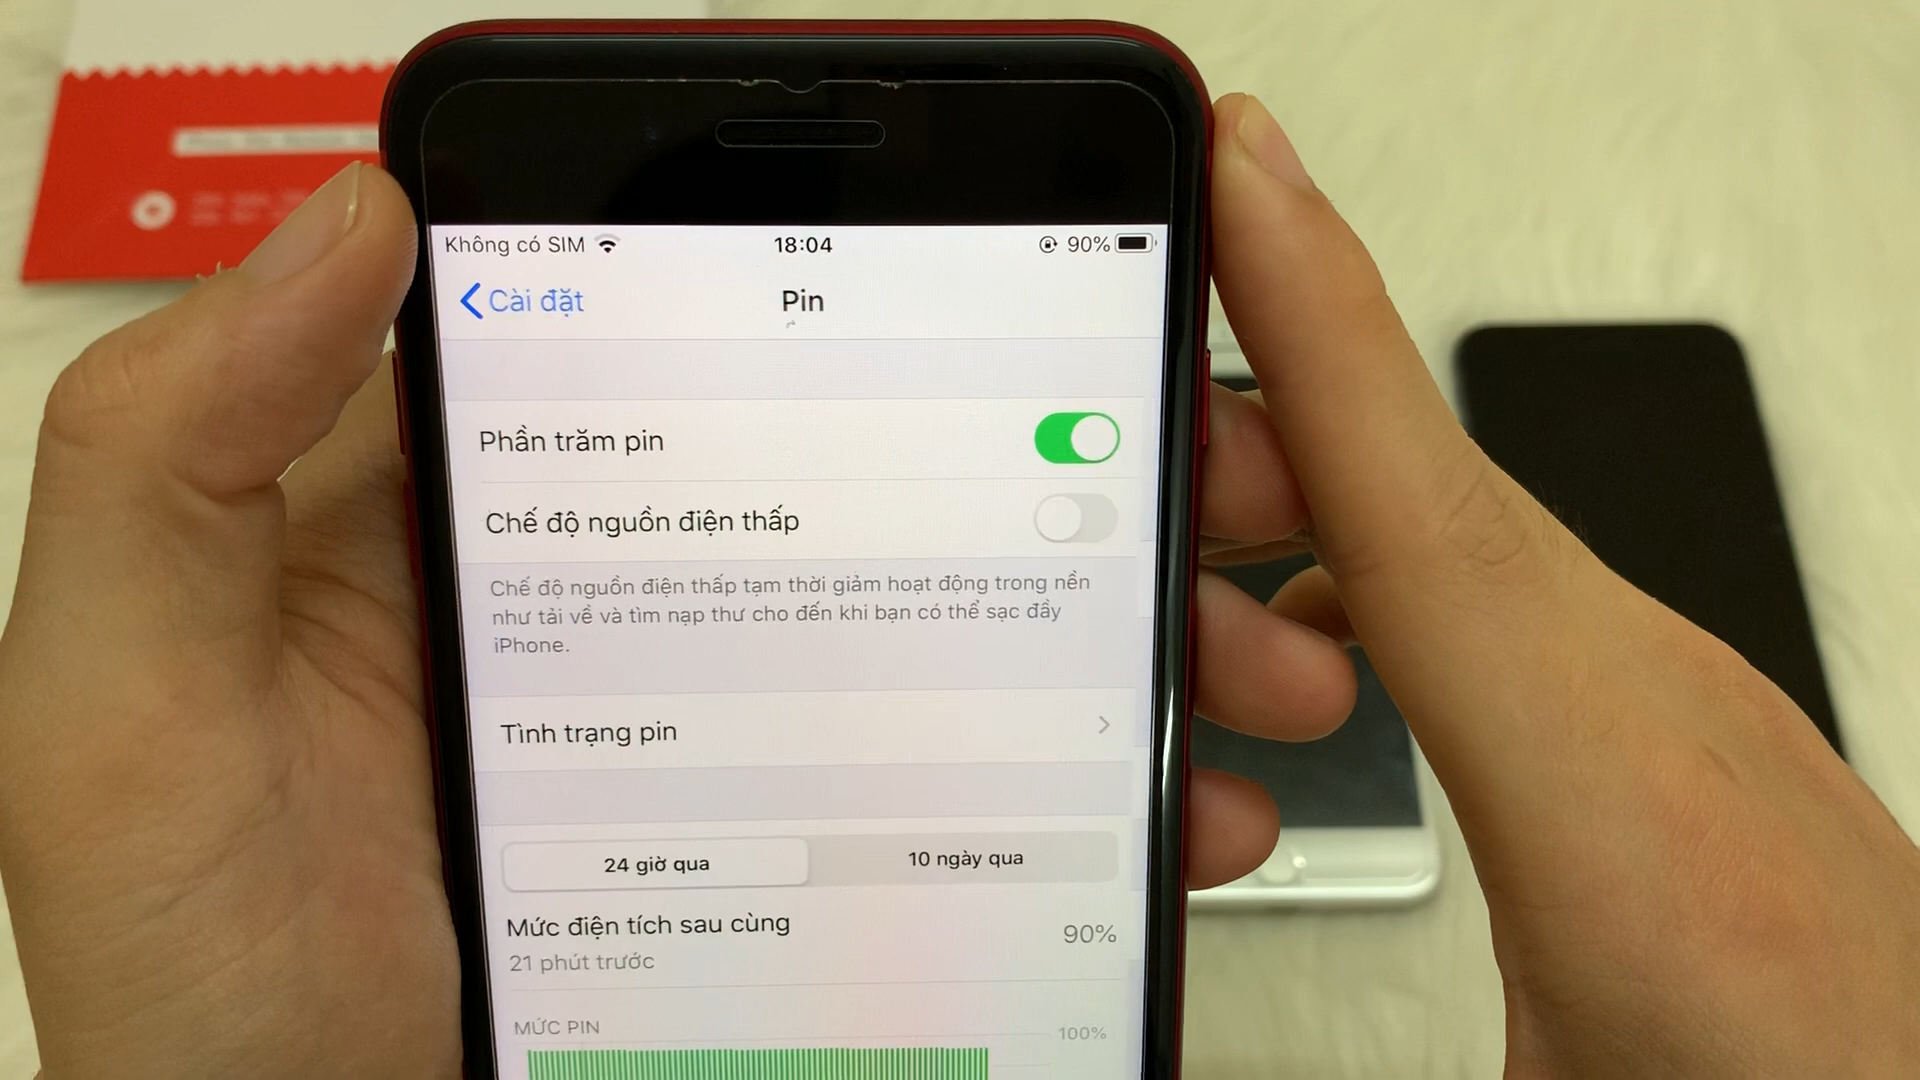 Không có SIM
18:04
90%
Cài đặt
Pin
Phần trăm pin
Chế độ nguồn điện thấp
Chế độ nguồn điện thấp tạm thời giảm hoạt động trong nền
như tải về và tìm nạp thư cho đến khi bạn có thể sạc đầy
iPhone.
Tình trạng pin
24 giờ qua
10 ngày qua
Mức điện tích sau cùng
90%
21 phút trước
MỨC PIN
100%